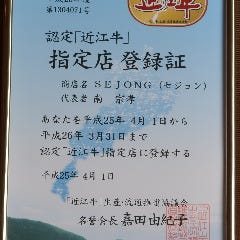 第1304071号
認定「近江牛」
指定店 登録証
商店名 SEJONG(セジョン)
代表者 南 宗孝
あなたを平成25年 4月 1日から
平成26年 3月31日まで
認定「近江牛」指定店に登録する
平成25年 4月 1日
「近江牛」生産・流通推進協議会
名誉会長 嘉田由紀子